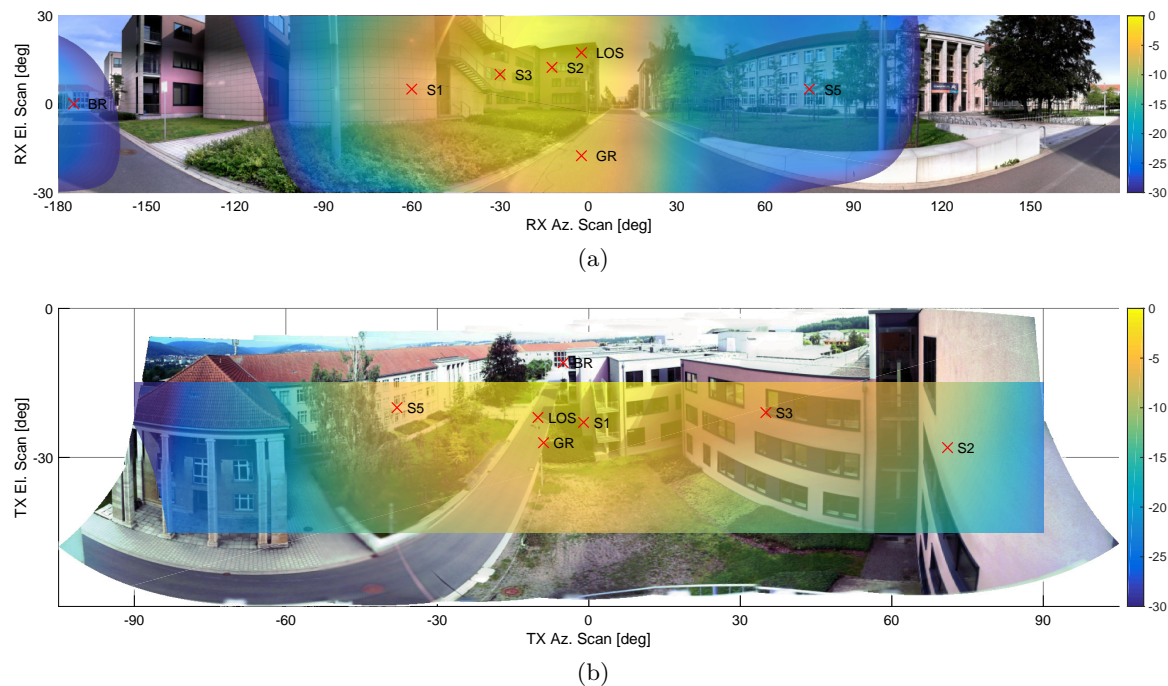 30
0
-30
RX El. Scan [deg]
BR
S1
S3
S2
LOS
GR
S5
-180 -150 -120 -90 -60 -30 0 30 60 90 120 150
RX Az. Scan [deg]
0
-5
-10
-15
-20
-25
-30
(a)
0
-30
TX El. Scan [deg]
BR
S5
LOS
S1
S3
GR
S2
-90 -60 -30 0 30 60 90
TX Az. Scan [deg]
0
-5
-10
-15
-20
-25
-30
(b)